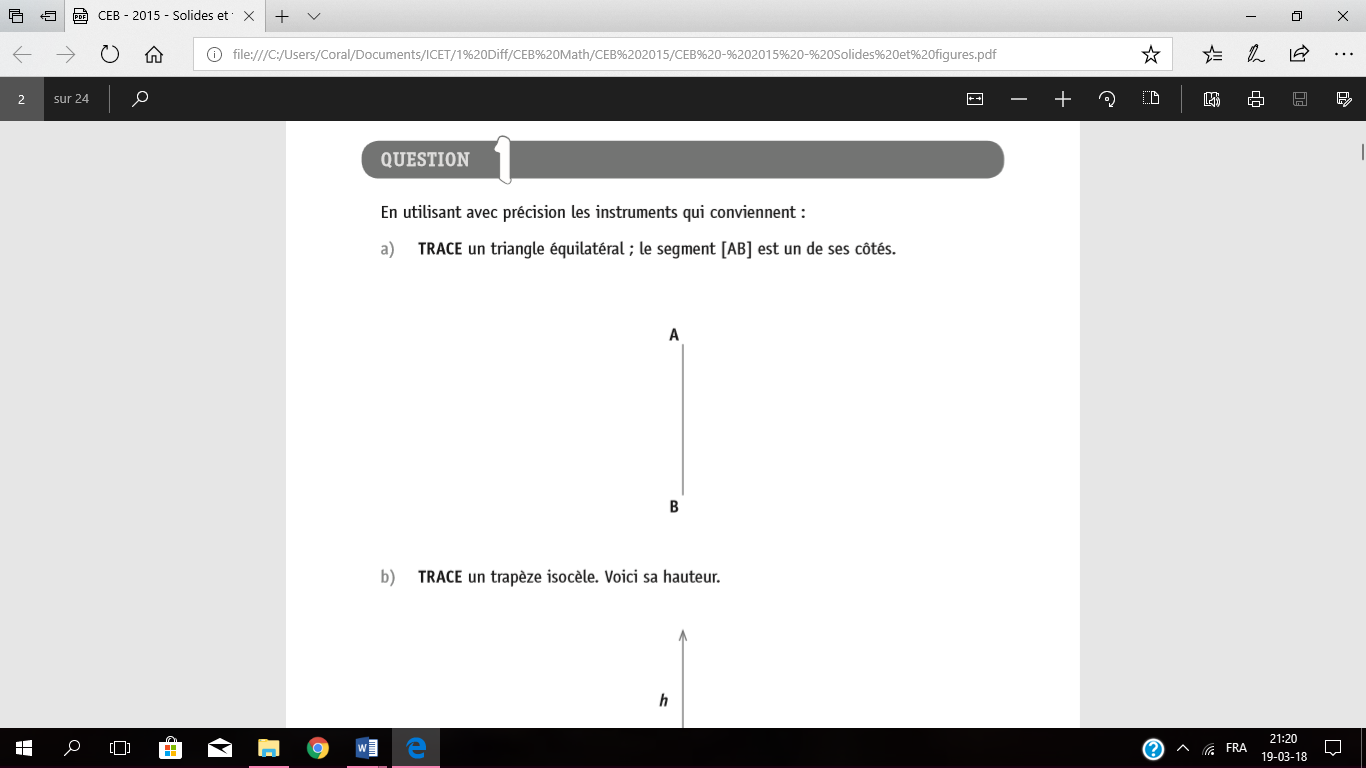 CEB - 2015 - Solides et
file:///C:/Users/Coral/Documents/ICET/1%20Diff/CEB%20Math/CEB%202015/CEB%20-%202015%20-%20Solides%20et%20figures.pdf
2 sur 24
QUESTION 1
En utilisant avec précision les instruments qui conviennent :
a) TRACE un triangle équilatéral ; le segment [AB] est un de ses côtés.
A
B
b) TRACE un trapèze isocèle. Voici sa hauteur.
h
FRA
21:20
19-03-18